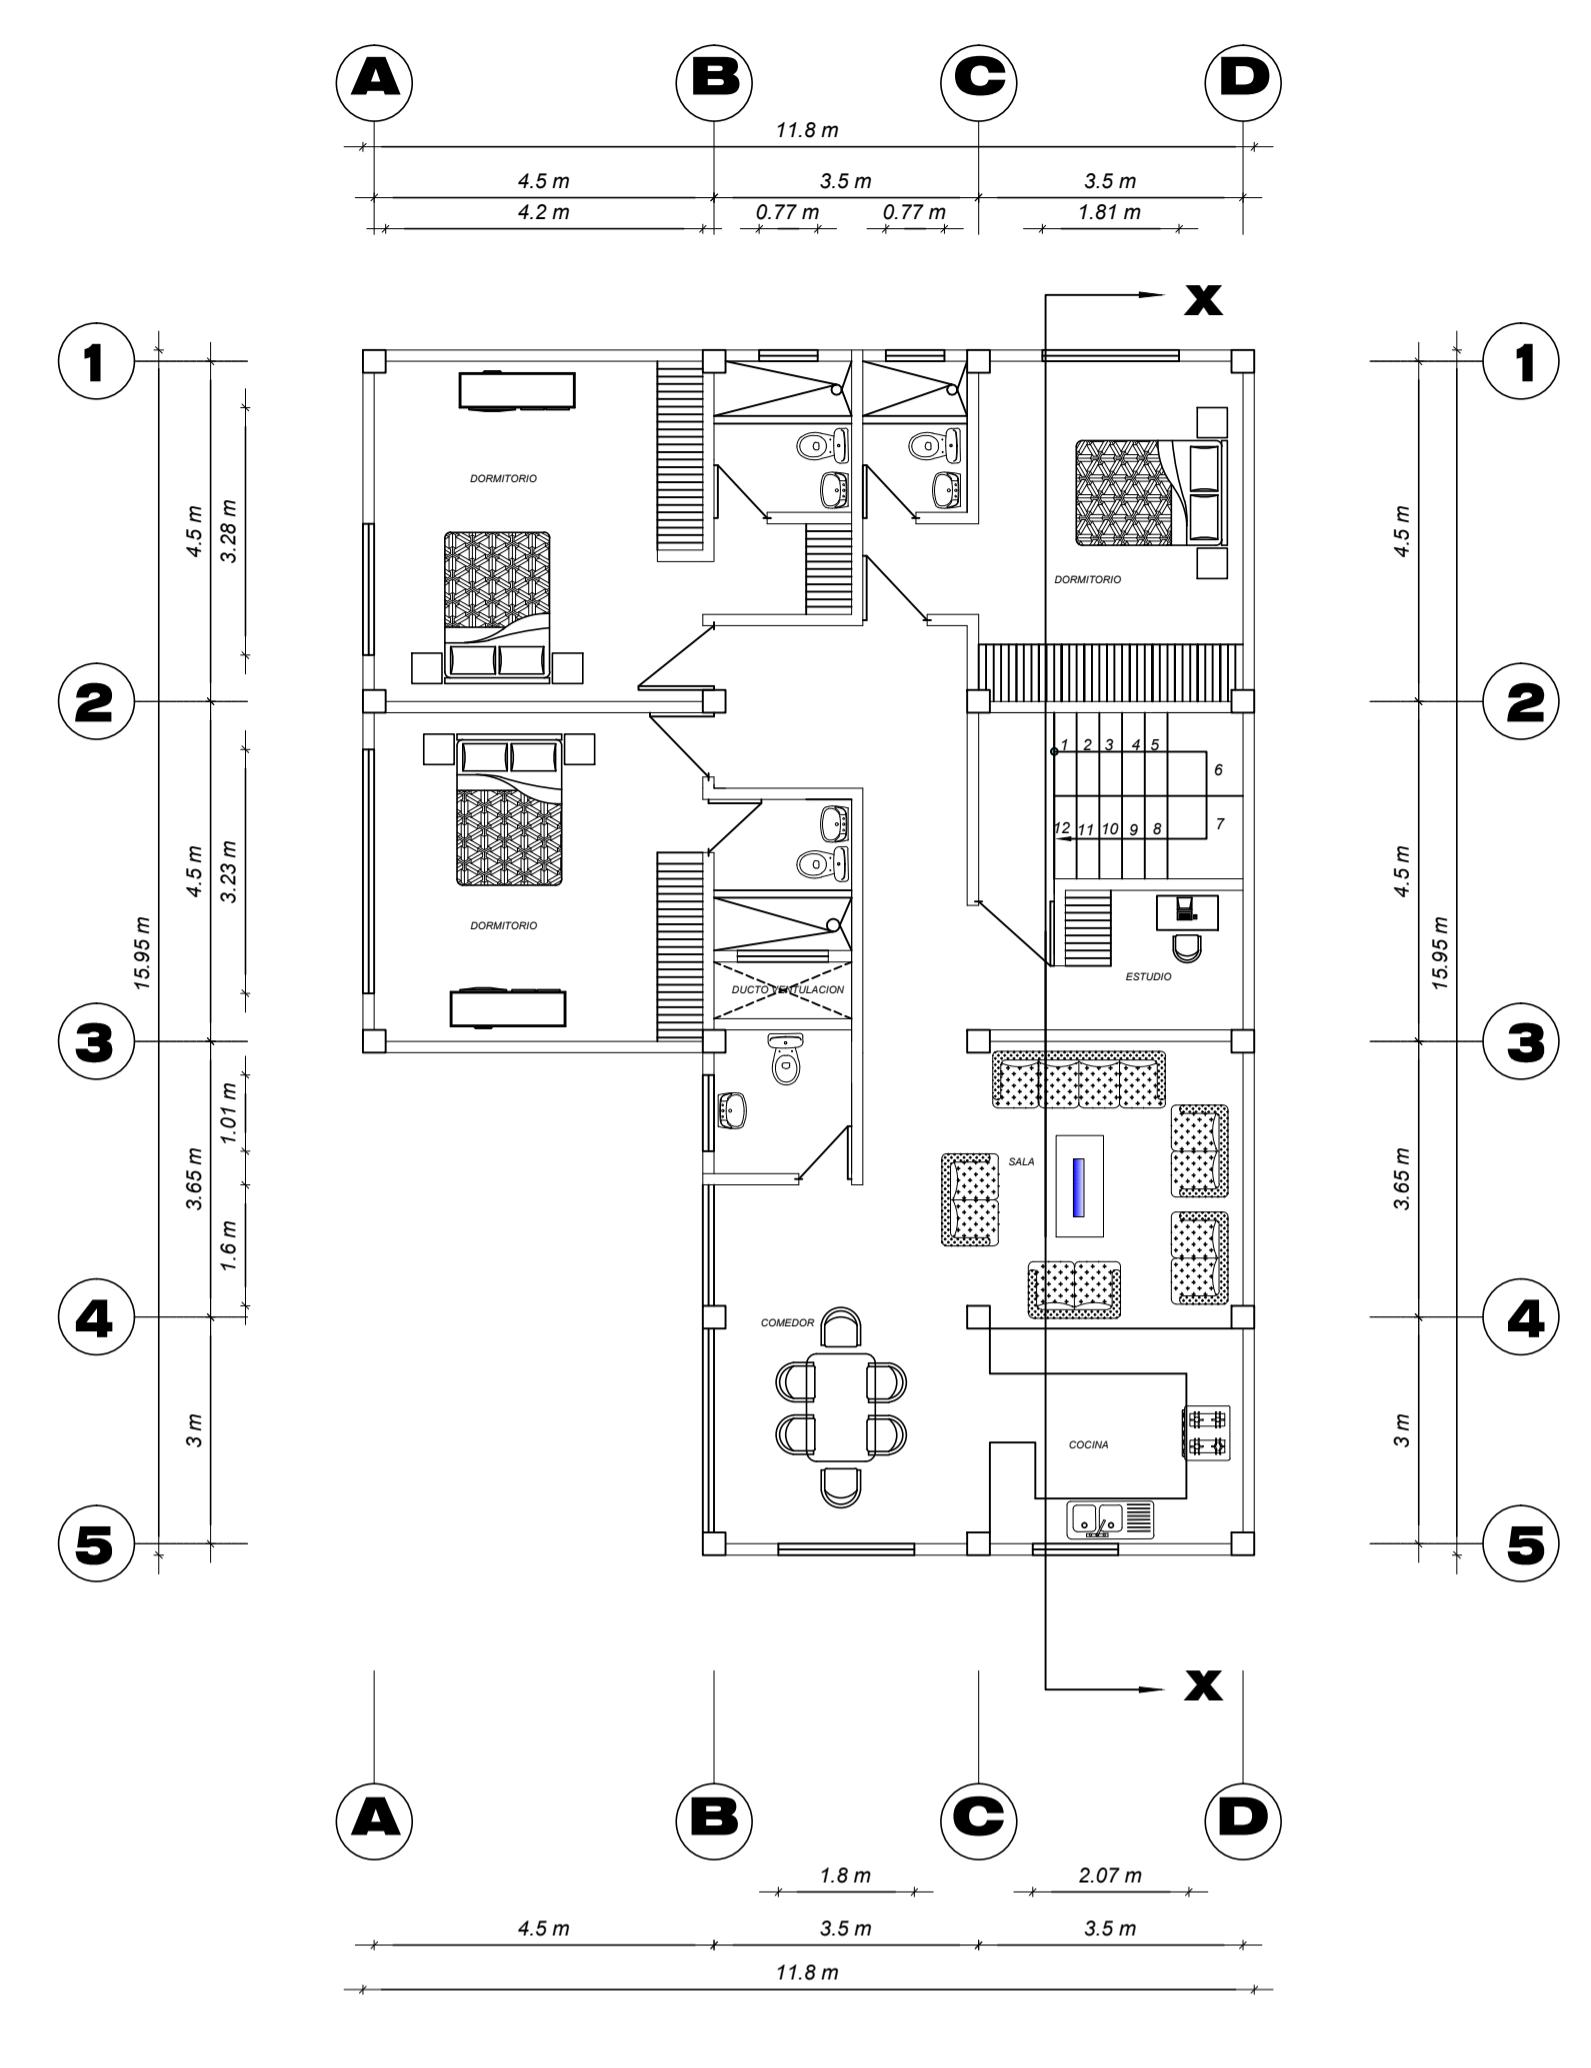 A B C D
11.8 m
4.5 m 3.5 m 3.5 m
4.2 m 0.77 m 0.77 m 1.81 m
X
1 1
DORMITORIO
4.5 m 3.28 m 4.5 m
DORMITORIO
2 2
1 2 3 4 5
6
12 11 10 9 8 7
4.5 m 3.23 m 4.5 m
DORMITORIO
15.95 m 15.95 m
ESTUDIO
DUCTO VENTULACION
3 3
1.01 m
SALA
3.65 m 3.65 m
1.6 m
4 4
COMEDOR
3 m 3 m
COCINA
5 5
X
A B C D
1.8 m 2.07 m
4.5 m 3.5 m 3.5 m
11.8 m